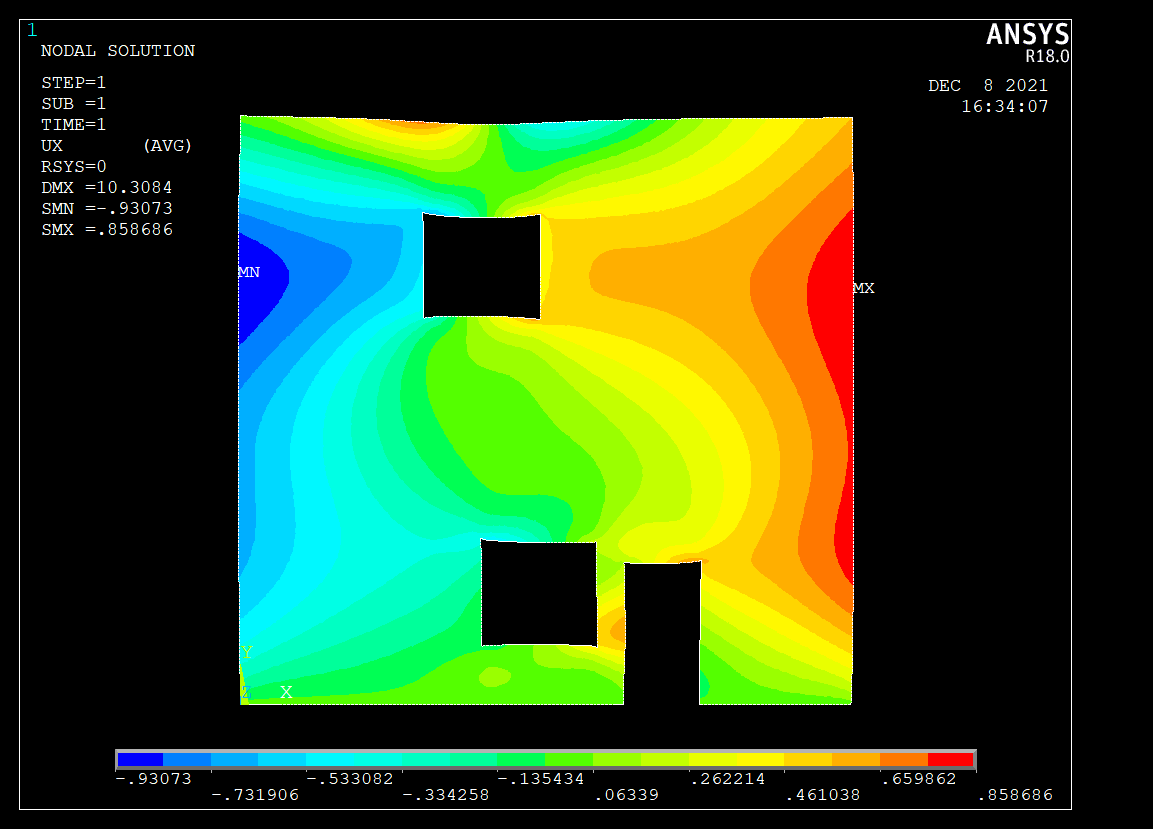 1
ANSYS
R18.0
NODAL SOLUTION
DEC 8 2021
16:34:07
STEP=1
SUB =1
TIME=1
UX (AVG)
RSYS=0
DMX =10.3084
SMN =-.93073
SMX =.858686
MN
MX
Y
Z X
-.93073 -.533082 -.135434 .262214 .659862
-.731906 -.334258 .06339 .461038 .858686